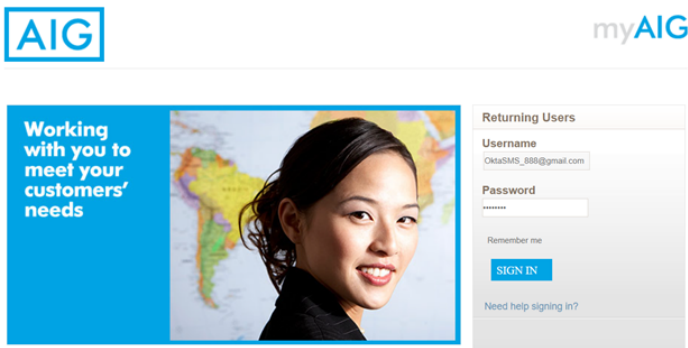 AIG
myAIG
Working
with you to
meet your
customers'
needs
Returning Users
Username
OktaSMS_888@gmail.com
Password
••••••••
Remember me
SIGN IN
Need help signing in?